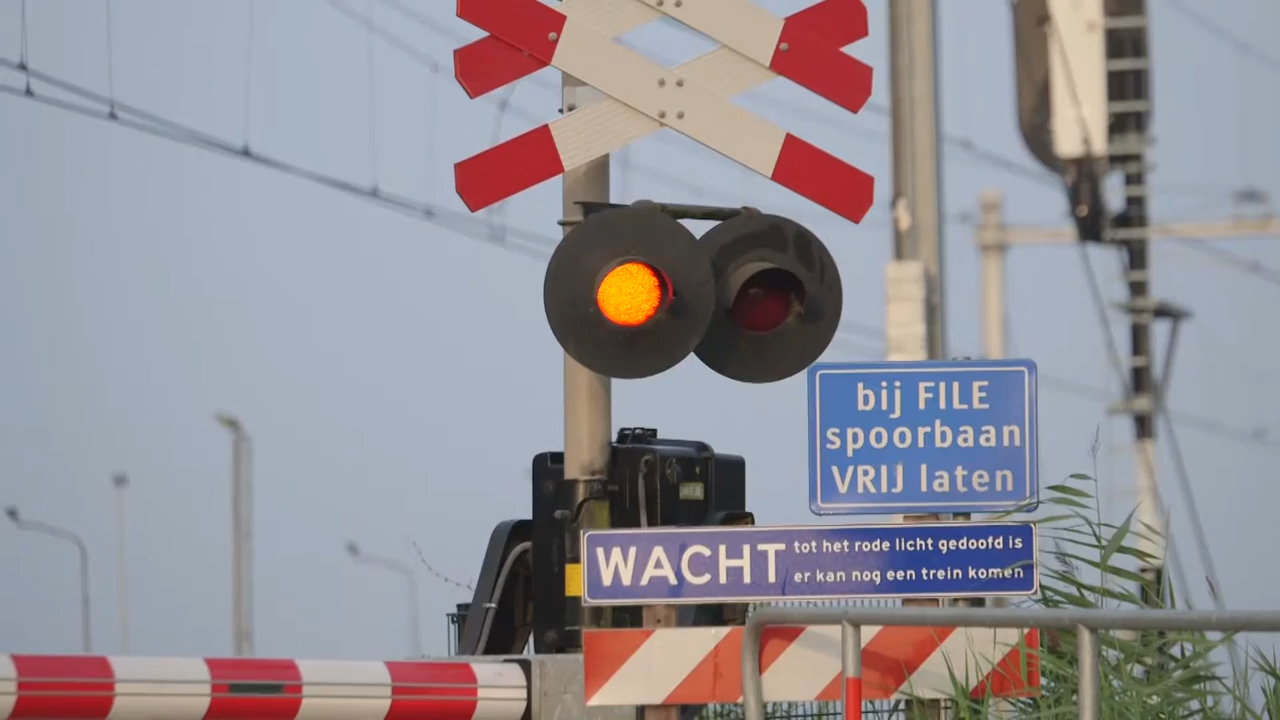 bij FILE
spoorbaan
VRIJ laten
WACHT tot het rode licht gedoofd is
er kan nog een trein komen